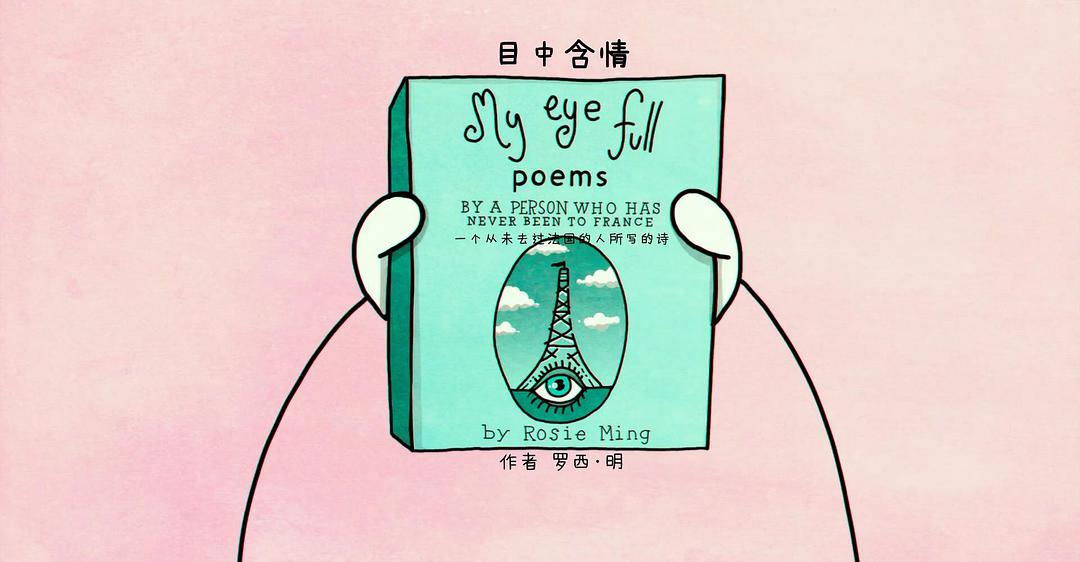 目中含情
My eye full
poems
BY A PERSON WHO HAS
NEVER BEEN TO FRANCE
一个从未去过法国的人所写的诗
by Rosie Ming
作者 罗西·明